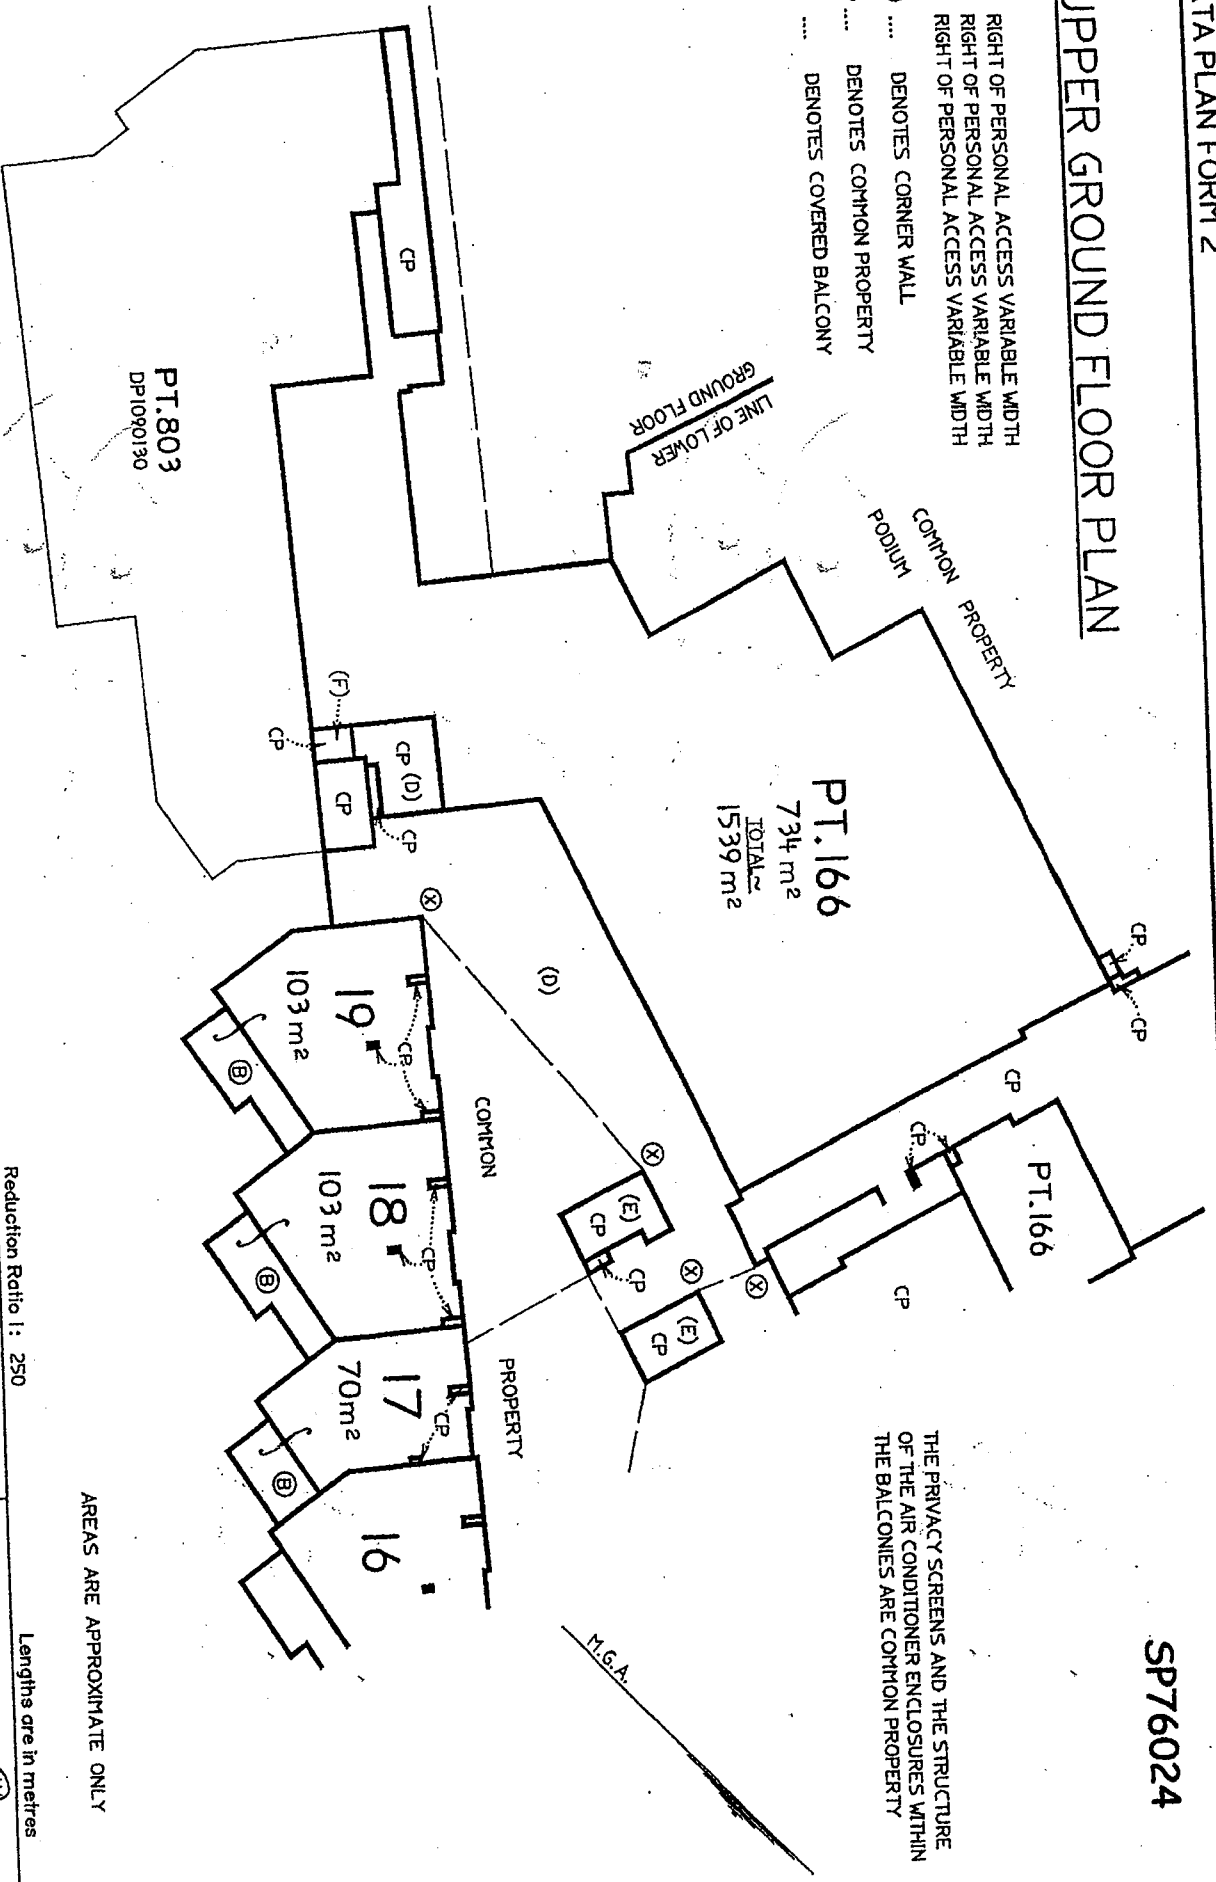 TA PLAN FORM 2
UPPER GROUND FLOOR PLAN
SP76024
RIGHT OF PERSONAL ACCESS VARIABLE WIDTH
RIGHT OF PERSONAL ACCESS VARIABLE WIDTH
RIGHT OF PERSONAL ACCESS VARIABLE WIDTH
.... DENOTES CORNER WALL
.... DENOTES COMMON PROPERTY
.... DENOTES COVERED BALCONY
THE PRIVACY SCREENS AND THE STRUCTURE
OF THE AIR CONDITIONER ENCLOSURES WITHIN
THE BALCONIES ARE COMMON PROPERTY
COMMON PROPERTY
PODIUM
LINE OF LOWER
GROUND FLOOR
CP
CP
CP
PT.166
CP
CP
PT.166
734 m²
TOTAL~
1539 m²
X
X
X
(E)
CP
CP
(E)
CP
(D)
CP
CP (D)
CP
CP
(F)
CP
X
COMMON
PROPERTY
PT.803
DP1090130
19
103 m²
CP
B
18
103 m²
CP
B
17
70m²
CP
B
16
M.G.A.
AREAS ARE APPROXIMATE ONLY
Reduction Ratio 1: 250
Lengths are in metres